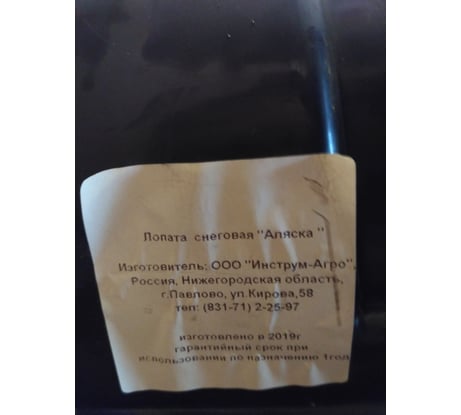 Лопата снеговая "Аляска"
Изготовитель: ООО "Инструм-Агро",
Россия, Нижегородская область,
г.Павлово, ул.Кирова,58
тел: (831-71) 2-25-97
изготовлено в 2019г
гарантийный срок при
использовании по назначению 1год